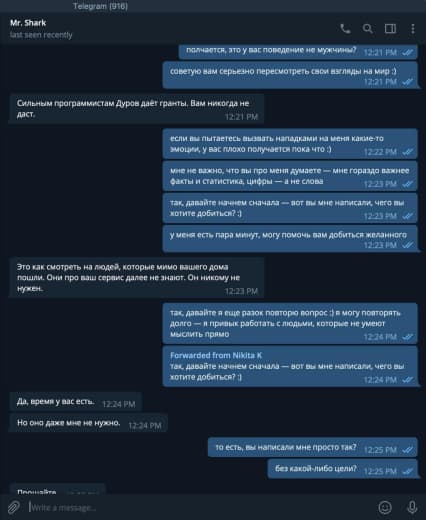 Telegram (916)
Mr. Shark
last seen recently
полчается, это у вас поведение не мужчины?
12:21 PM
советую вам серьезно пересмотреть свои взгляды на мир :)
12:21 PM
Сильным программистам Дуров даёт гранты. Вам никогда не
даст.
12:21 PM
если вы пытаетесь вызвать нападками на меня какие-то
эмоции, у вас плохо получается пока что :)
12:22 PM
мне не важно, что вы про меня думаете — мне гораздо важнее
факты и статистика, цифры — а не слова
12:23 PM
так, давайте начнем сначала — вот вы мне написали, чего вы
хотите добиться? :)
12:23 PM
у меня есть пара минут, могу помочь вам добиться желанного
12:23 PM
Это как смотреть на людей, которые мимо вашего дома
пошли. Они про ваш сервис далее не знают. Он никому не
нужен.
12:23 PM
так, давайте я еще разок повторю вопрос :) я могу повторять
долго — я привык работать с людьми, которые не умеют
мыслить прямо
12:24 PM
Forwarded from Nikita K
так, давайте начнем сначала — вот вы мне написали, чего вы
хотите добиться? :)
12:24 PM
Да, время у вас есть. 12:24 PM
Но оно даже мне не нужно. 12:24 PM
то есть, вы написали мне просто так? 12:25 PM
без какой-либо цели? 12:25 PM
Прощайте.
Write a message...